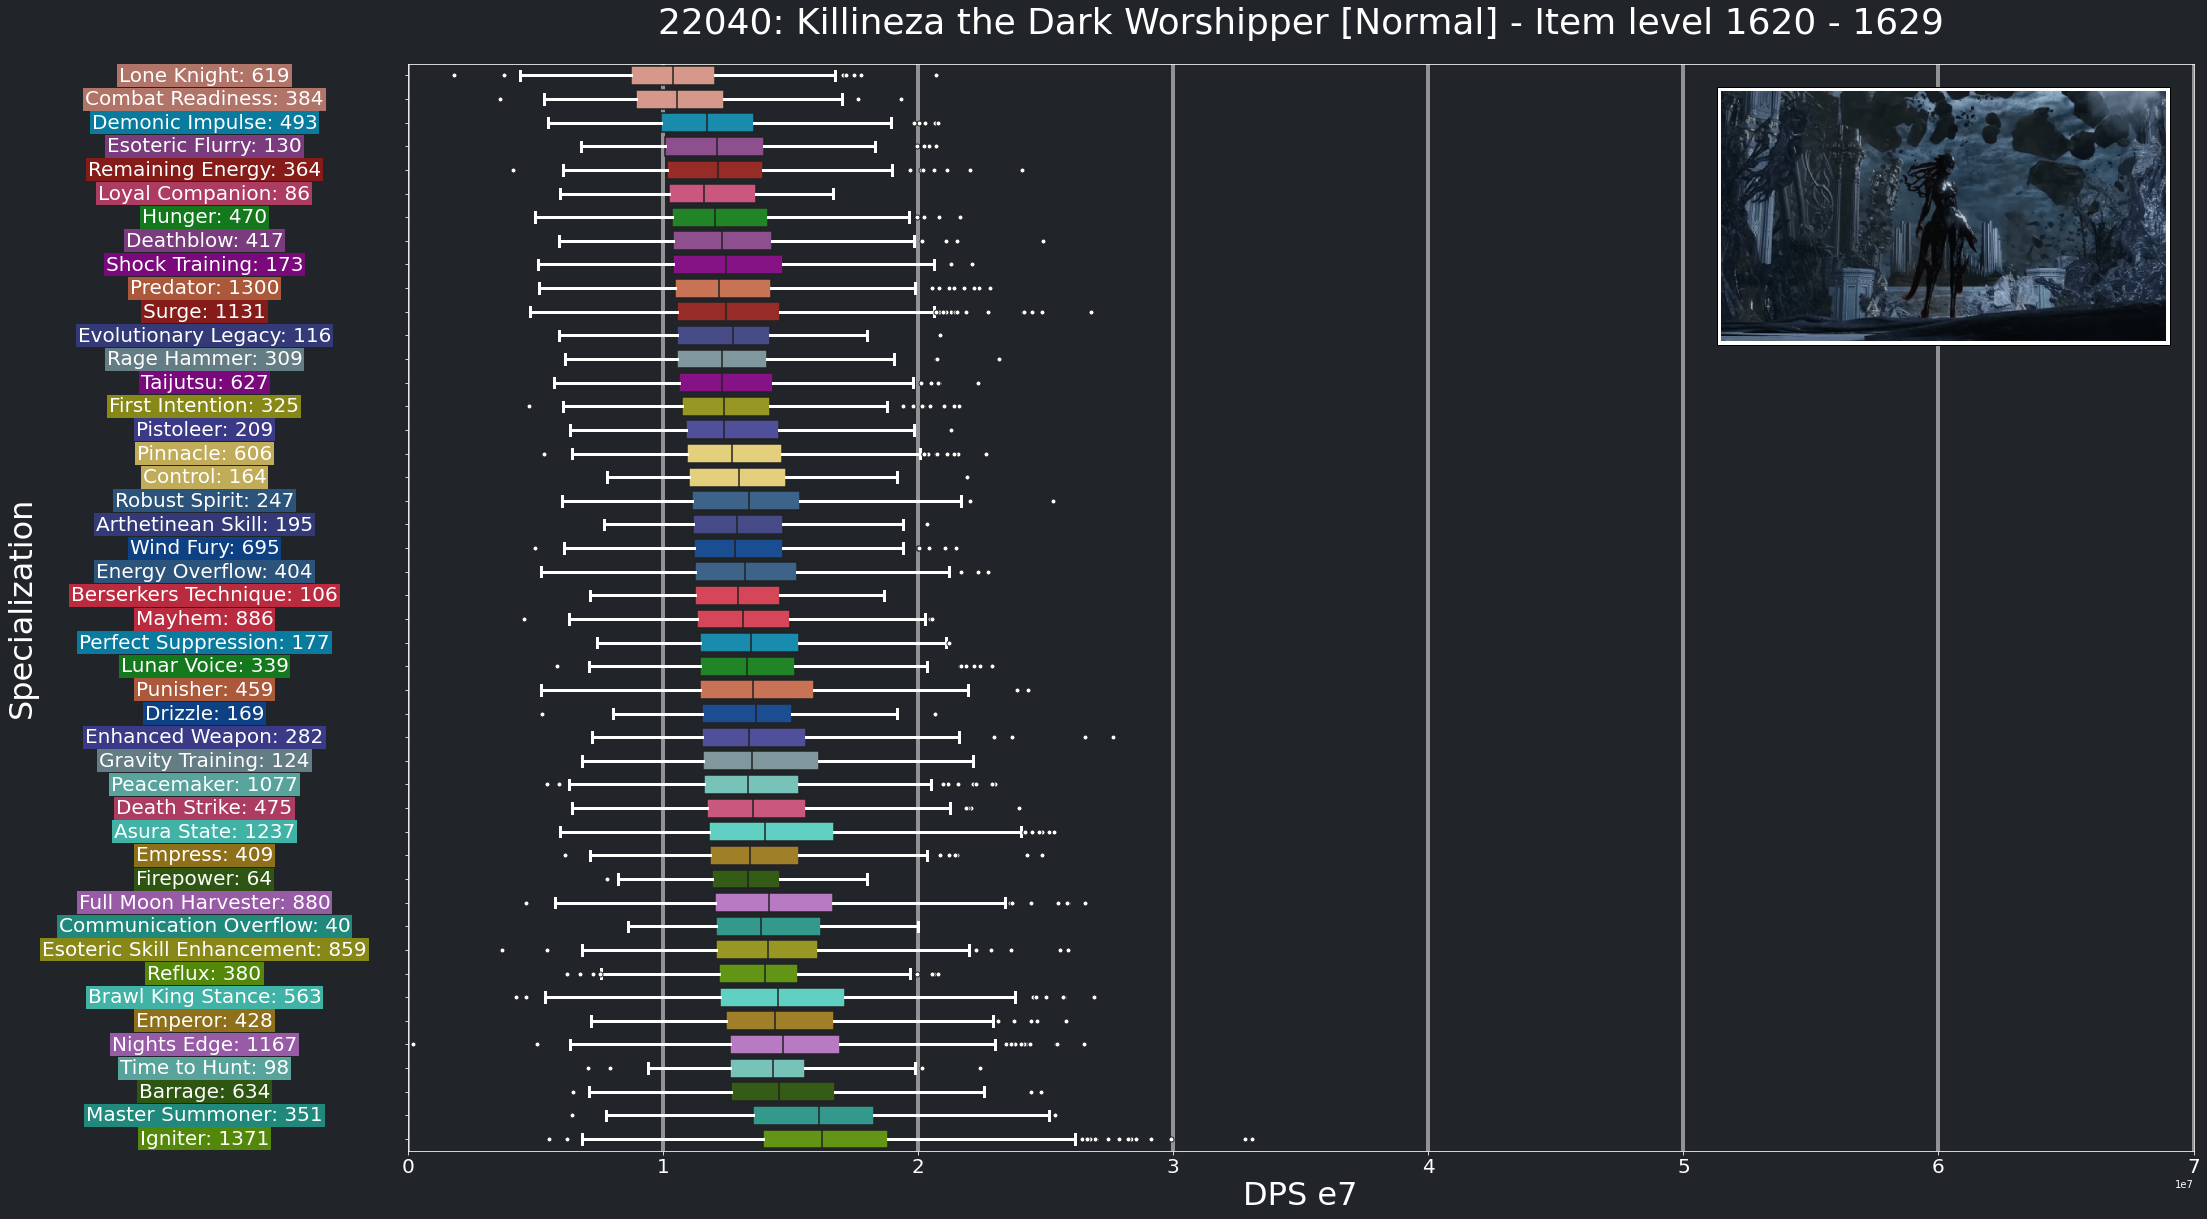 22040: Killineza the Dark Worshipper [Normal] - Item level 1620 - 1629
Specialization
Lone Knight: 619
Combat Readiness: 384
Demonic Impulse: 493
Esoteric Flurry: 130
Remaining Energy: 364
Loyal Companion: 86
Hunger: 470
Deathblow: 417
Shock Training: 173
Predator: 1300
Surge: 1131
Evolutionary Legacy: 116
Rage Hammer: 309
Taijutsu: 627
First Intention: 325
Pistoleer: 209
Pinnacle: 606
Control: 164
Robust Spirit: 247
Arthetinean Skill: 195
Wind Fury: 695
Energy Overflow: 404
Berserkers Technique: 106
Mayhem: 886
Perfect Suppression: 177
Lunar Voice: 339
Punisher: 459
Drizzle: 169
Enhanced Weapon: 282
Gravity Training: 124
Peacemaker: 1077
Death Strike: 475
Asura State: 1237
Empress: 409
Firepower: 64
Full Moon Harvester: 880
Communication Overflow: 40
Esoteric Skill Enhancement: 859
Reflux: 380
Brawl King Stance: 563
Emperor: 428
Nights Edge: 1167
Time to Hunt: 98
Barrage: 634
Master Summoner: 351
Igniter: 1371
0 1 2 3 4 5 6 7
1e7
DPS e7